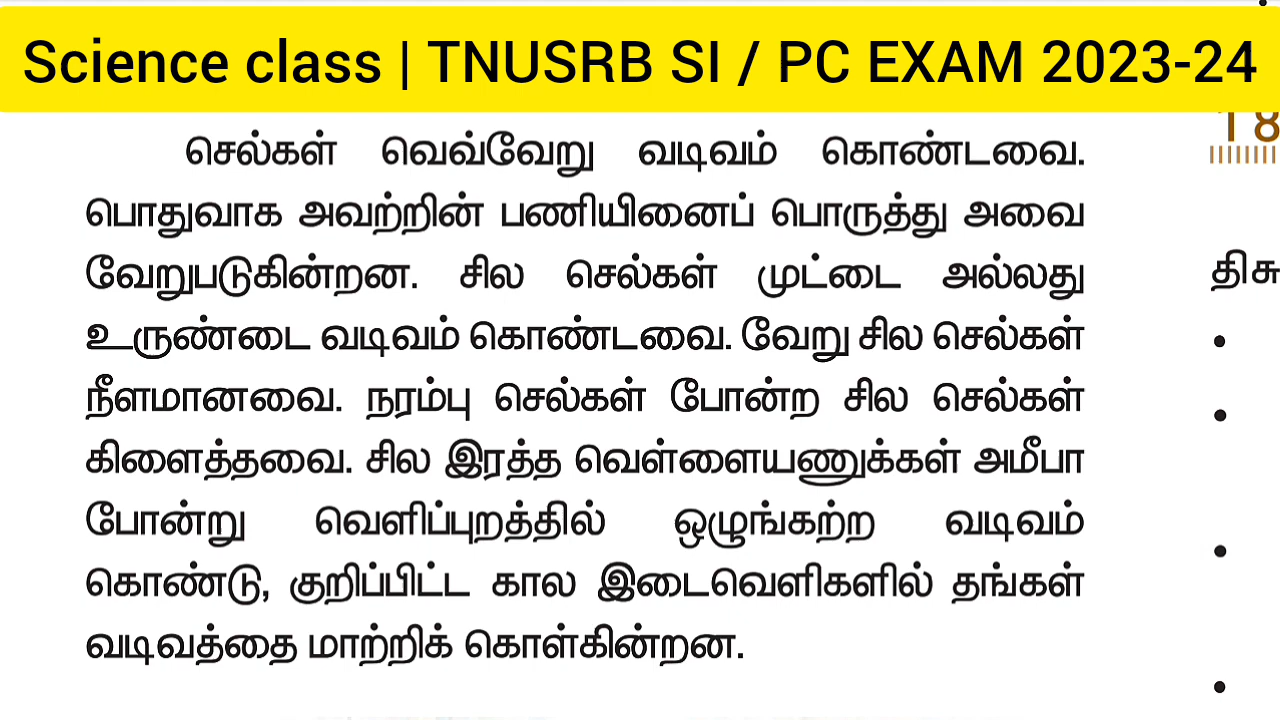 Science class | TNUSRB SI / PC EXAM 2023-24
18
செல்கள் வெவ்வேறு வடிவம் கொண்டவை.
பொதுவாக அவற்றின் பணியினைப் பொருத்து அவை
வேறுபடுகின்றன. சில செல்கள் முட்டை அல்லது
உருண்டை வடிவம் கொண்டவை. வேறு சில செல்கள்
நீளமானவை. நரம்பு செல்கள் போன்ற சில செல்கள்
கிளைத்தவை. சில இரத்த வெள்ளையணுக்கள் அமீபா
போன்று வெளிப்புறத்தில் ஒழுங்கற்ற வடிவம்
கொண்டு, குறிப்பிட்ட கால இடைவெளிகளில் தங்கள்
வடிவத்தை மாற்றிக் கொள்கின்றன.